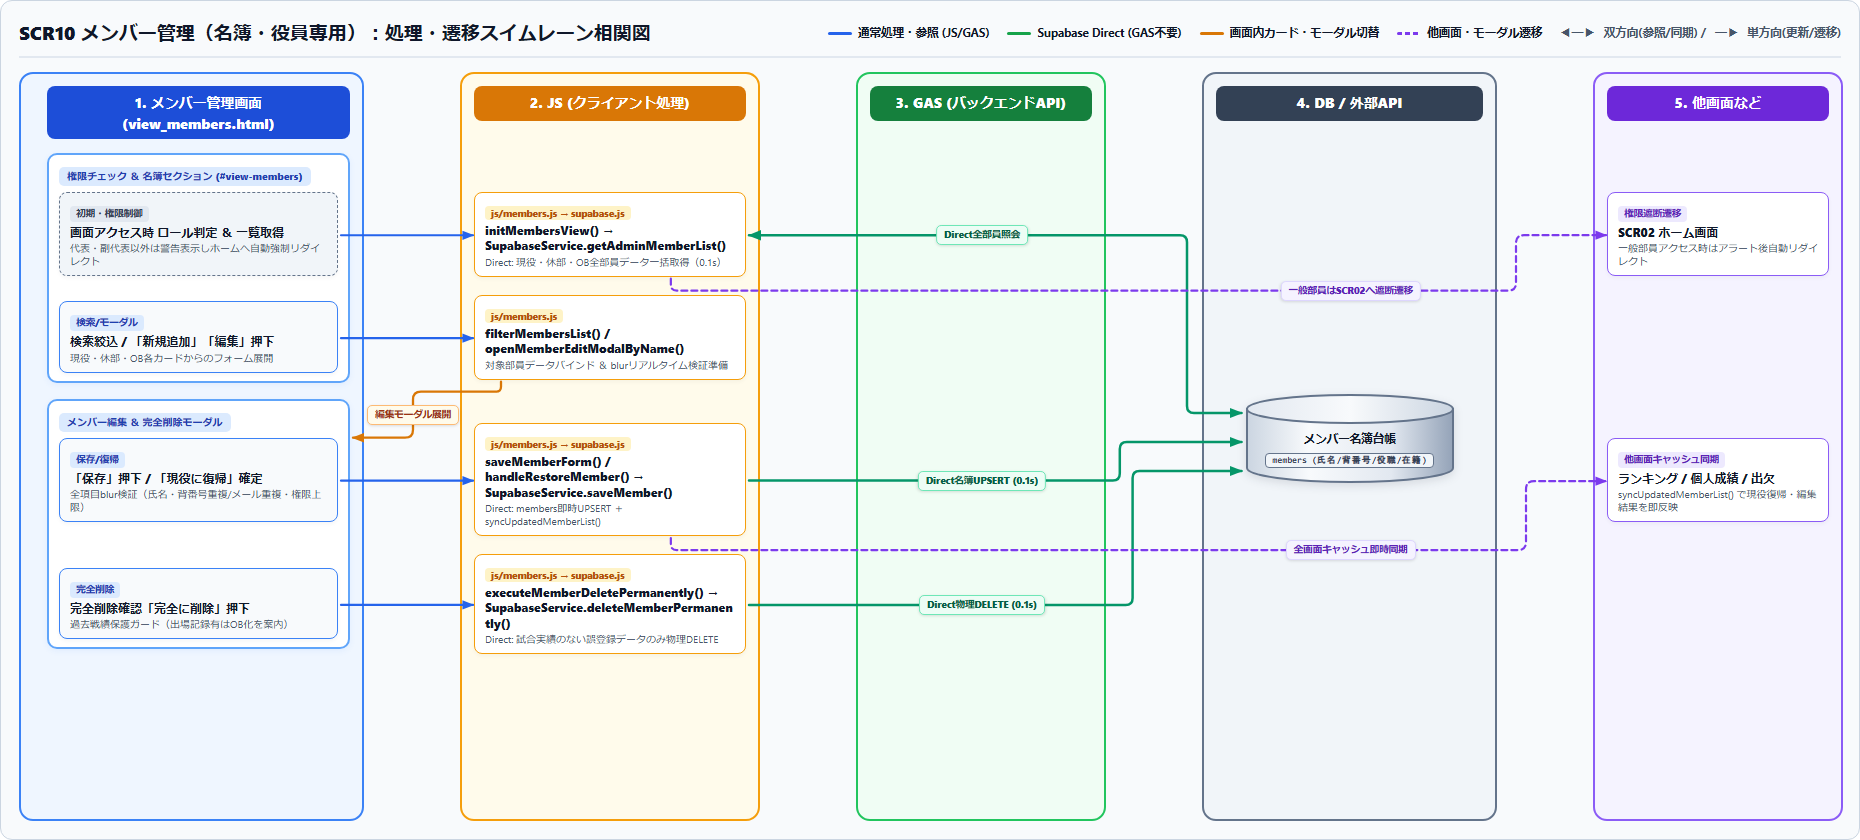 SCR10 メンバー管理（名簿・役員専用）：処理・遷移スイムレーン相関図
通常処理・参照 (JS/GAS)
Supabase Direct (GAS不要)
画面内カード・モーダル切替
他画面・モーダル遷移
◀─▶ 双方向(参照/同期) / ─▶ 単方向(更新/遷移)
1. メンバー管理画面
(view_members.html)
権限チェック ＆ 名簿セクション (#view-members)
初期・権限制御
画面アクセス時 ロール判定 ＆ 一覧取得
代表・副代表以外は警告表示しホームへ自動強制リダイ
レクト
検索/モーダル
検索絞込 / 「新規追加」「編集」押下
現役・休部・OB各カードからのフォーム展開
メンバー編集 ＆ 完全削除モーダル
保存/復帰
「保存」押下 / 「現役に復帰」確定
全項目blur検証（氏名・背番号重複/メール重複・権限上
限）
完全削除
完全削除確認「完全に削除」押下
過去戦績保護ガード（出場記録有はOB化を案内）
編集モーダル展開
2. JS (クライアント処理)
js/members.js → supabase.js
initMembersView() →
SupabaseService.getAdminMemberList()
Direct: 現役・休部・OB全部員データ一括取得（0.1s）
js/members.js
filterMembersList() /
openMemberEditModalByName()
対象部員データバインド ＆ blurリアルタイム検証準備
js/members.js → supabase.js
saveMemberForm() /
handleRestoreMember() →
SupabaseService.saveMember()
Direct: members即時UPSERT ＋
syncUpdatedMemberList()
js/members.js → supabase.js
executeMemberDeletePermanently() →
SupabaseService.deleteMemberPermanen
tly()
Direct: 試合実績のない誤登録データのみ物理DELETE
3. GAS (バックエンドAPI)
Direct全部員照会
Direct名簿UPSERT (0.1s)
Direct物理DELETE (0.1s)
4. DB / 外部API
一般部員はSCR02へ遮断遷移
メンバー名簿台帳
members (氏名/背番号/役職/在籍)
全画面キャッシュ即時同期
5. 他画面など
権限遮断遷移
SCR02 ホーム画面
一般部員アクセス時はアラート後自動リダイ
レクト
他画面キャッシュ同期
ランキング / 個人成績 / 出欠
syncUpdatedMemberList() で現役復帰・編集
結果を即反映